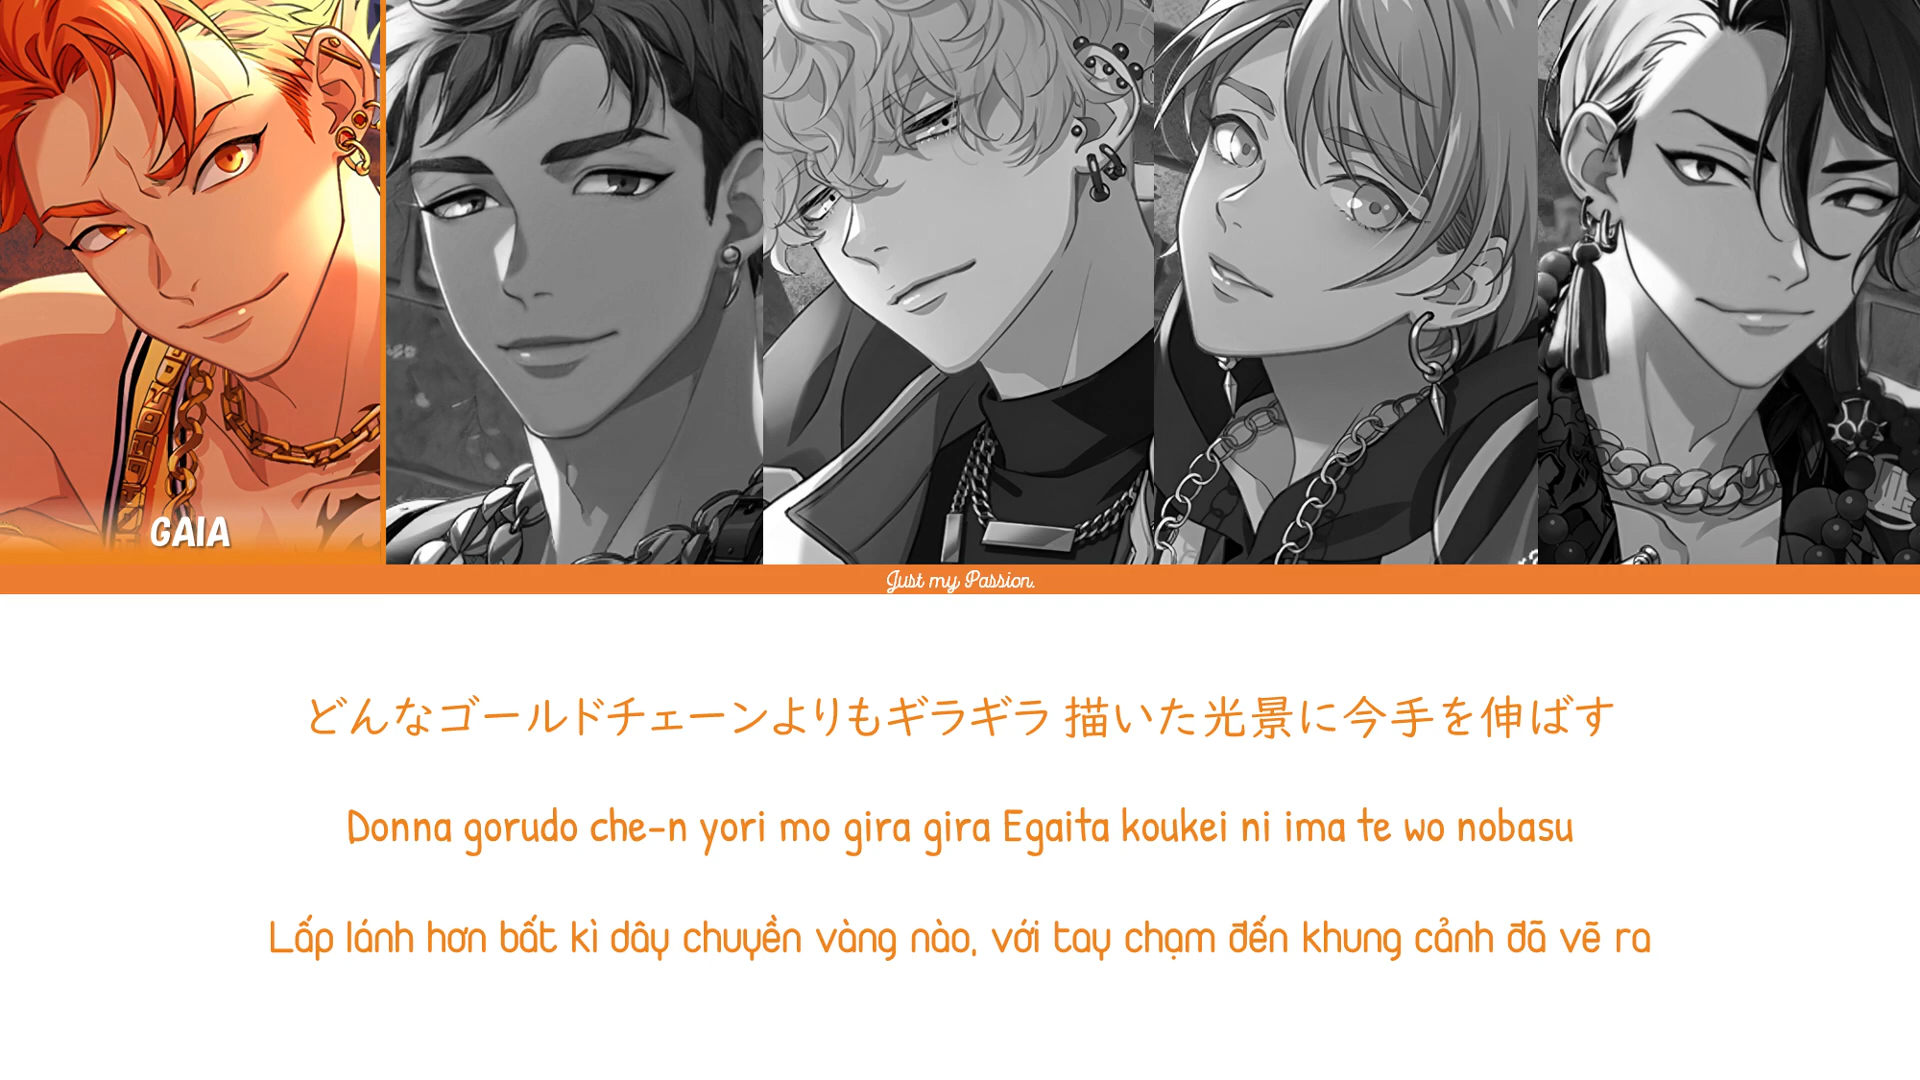 GAIA
Just my Passion.
どんなゴールドチェーンよりもギラギラ 描いた光景に今手を伸ばす
Donna gorudo che-n yori mo gira gira Egaita koukei ni ima te wo nobasu
Lấp lánh hơn bất kì dây chuyền vàng nào, với tay chạm đến khung cảnh đã vẽ ra